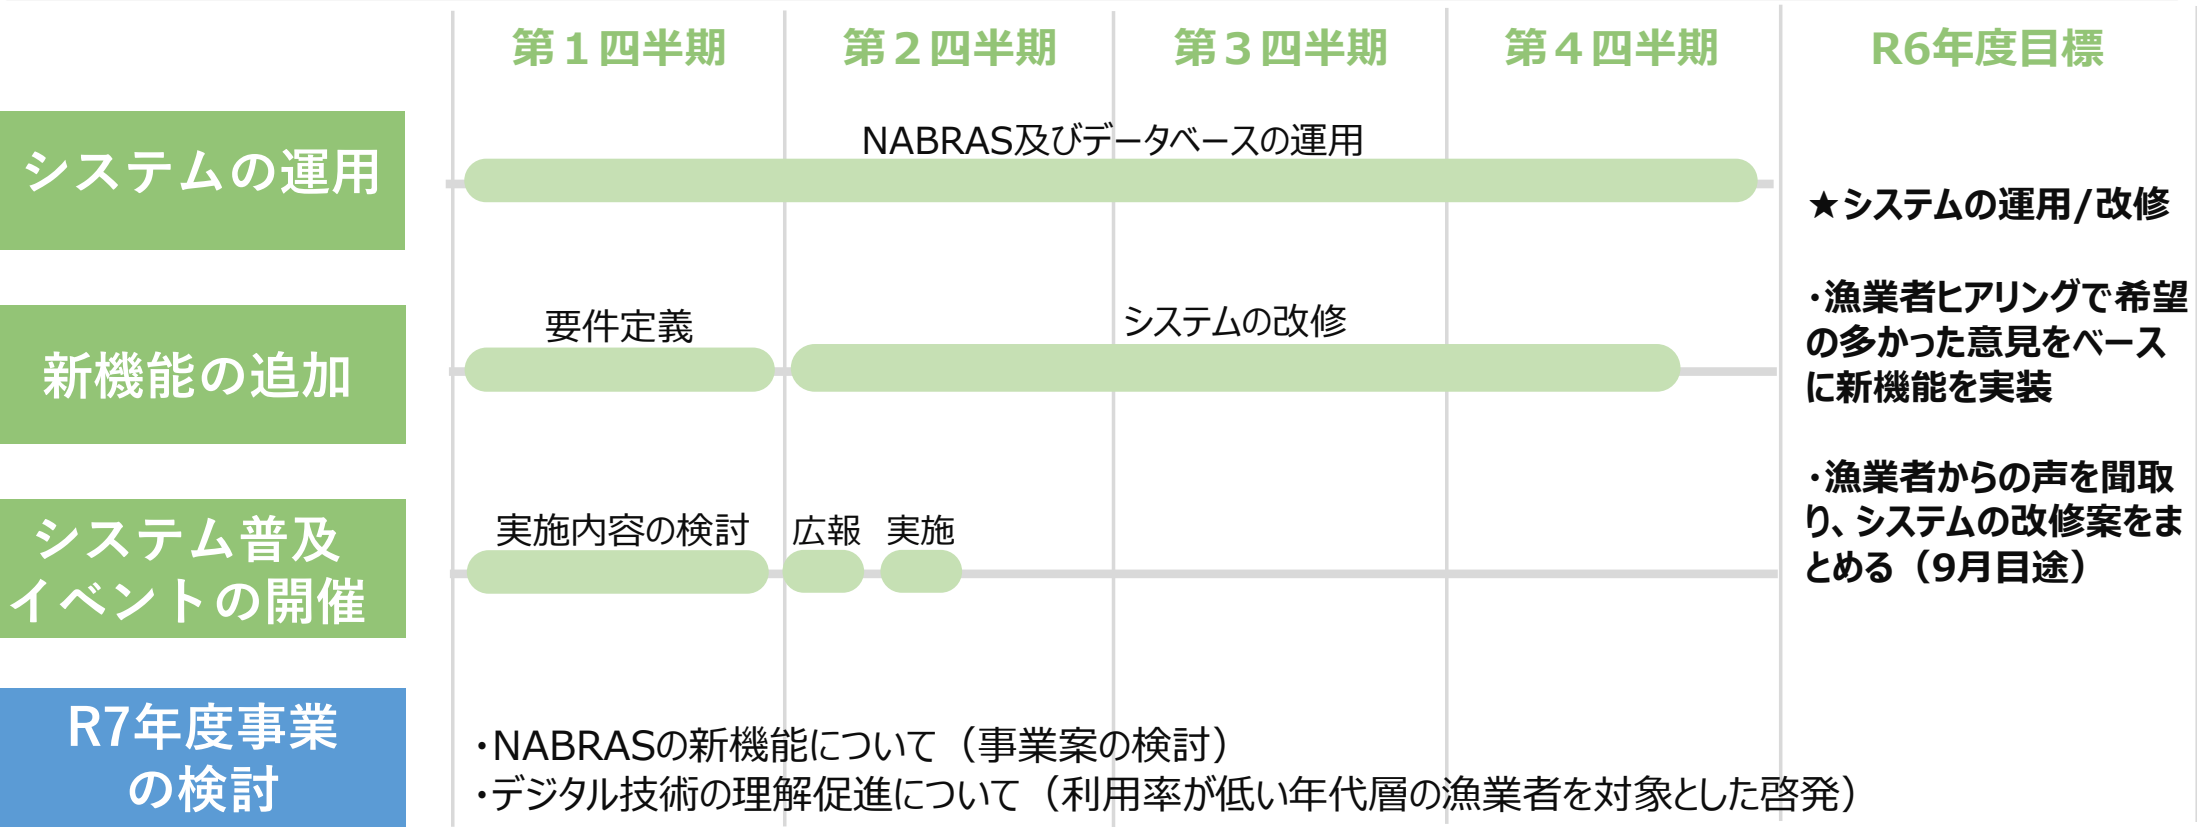 第１四半期
第２四半期
第３四半期
第４四半期
R6年度目標
システムの運用
NABRAS及びデータベースの運用
新機能の追加
要件定義
システムの改修
システム普及
イベントの開催
実施内容の検討
広報
実施
★システムの運用/改修
・漁業者ヒアリングで希望
の多かった意見をベース
に新機能を実装
・漁業者からの声を聞取
り、システムの改修案をま
とめる（9月目途）
R7年度事業
の検討
・NABRASの新機能について（事業案の検討）
・デジタル技術の理解促進について（利用率が低い年代層の漁業者を対象とした啓発）